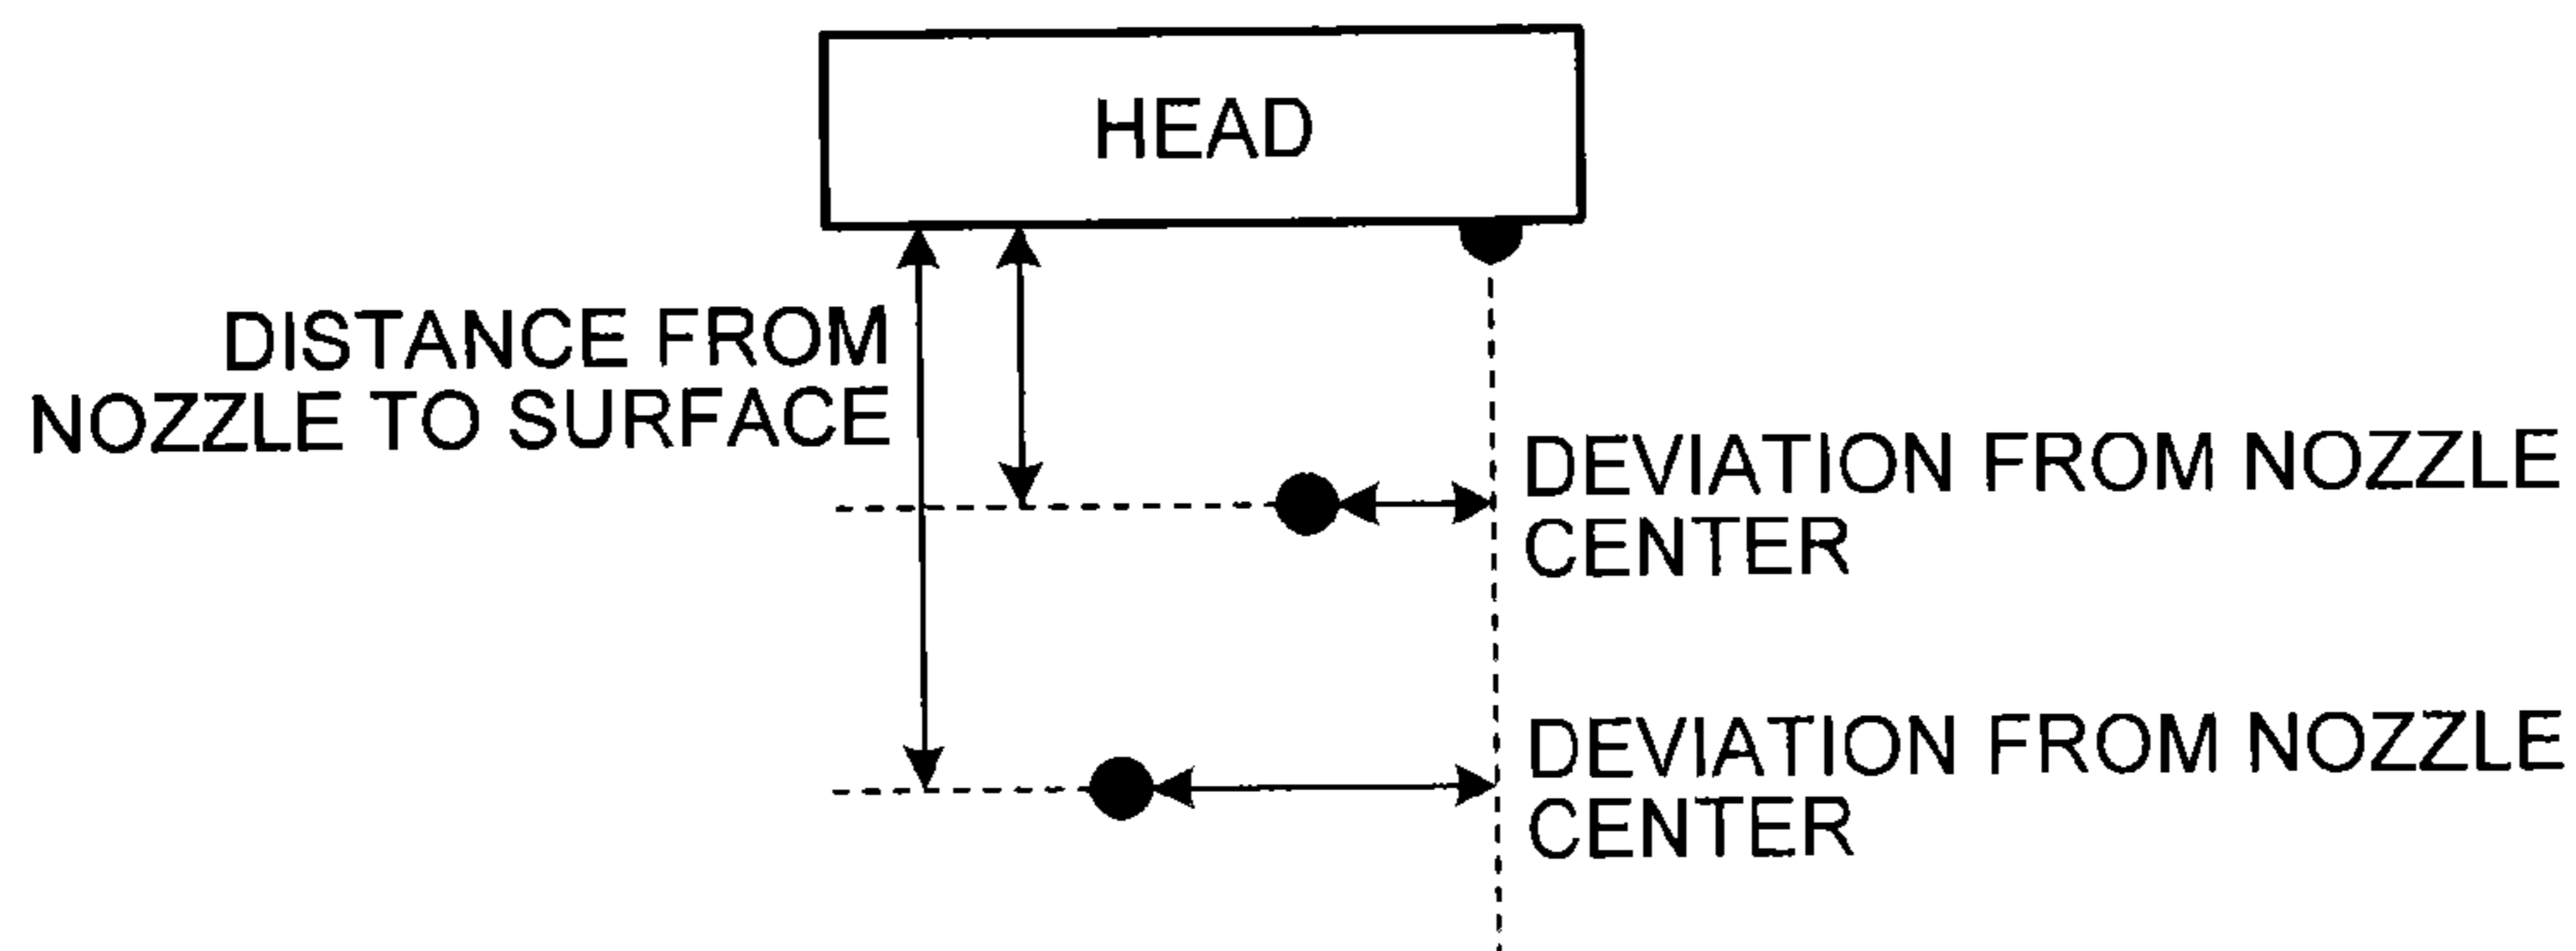 HEAD
DISTANCE FROM
NOZZLE TO SURFACE
DEVIATION FROM NOZZLE
CENTER
DEVIATION FROM NOZZLE
CENTER